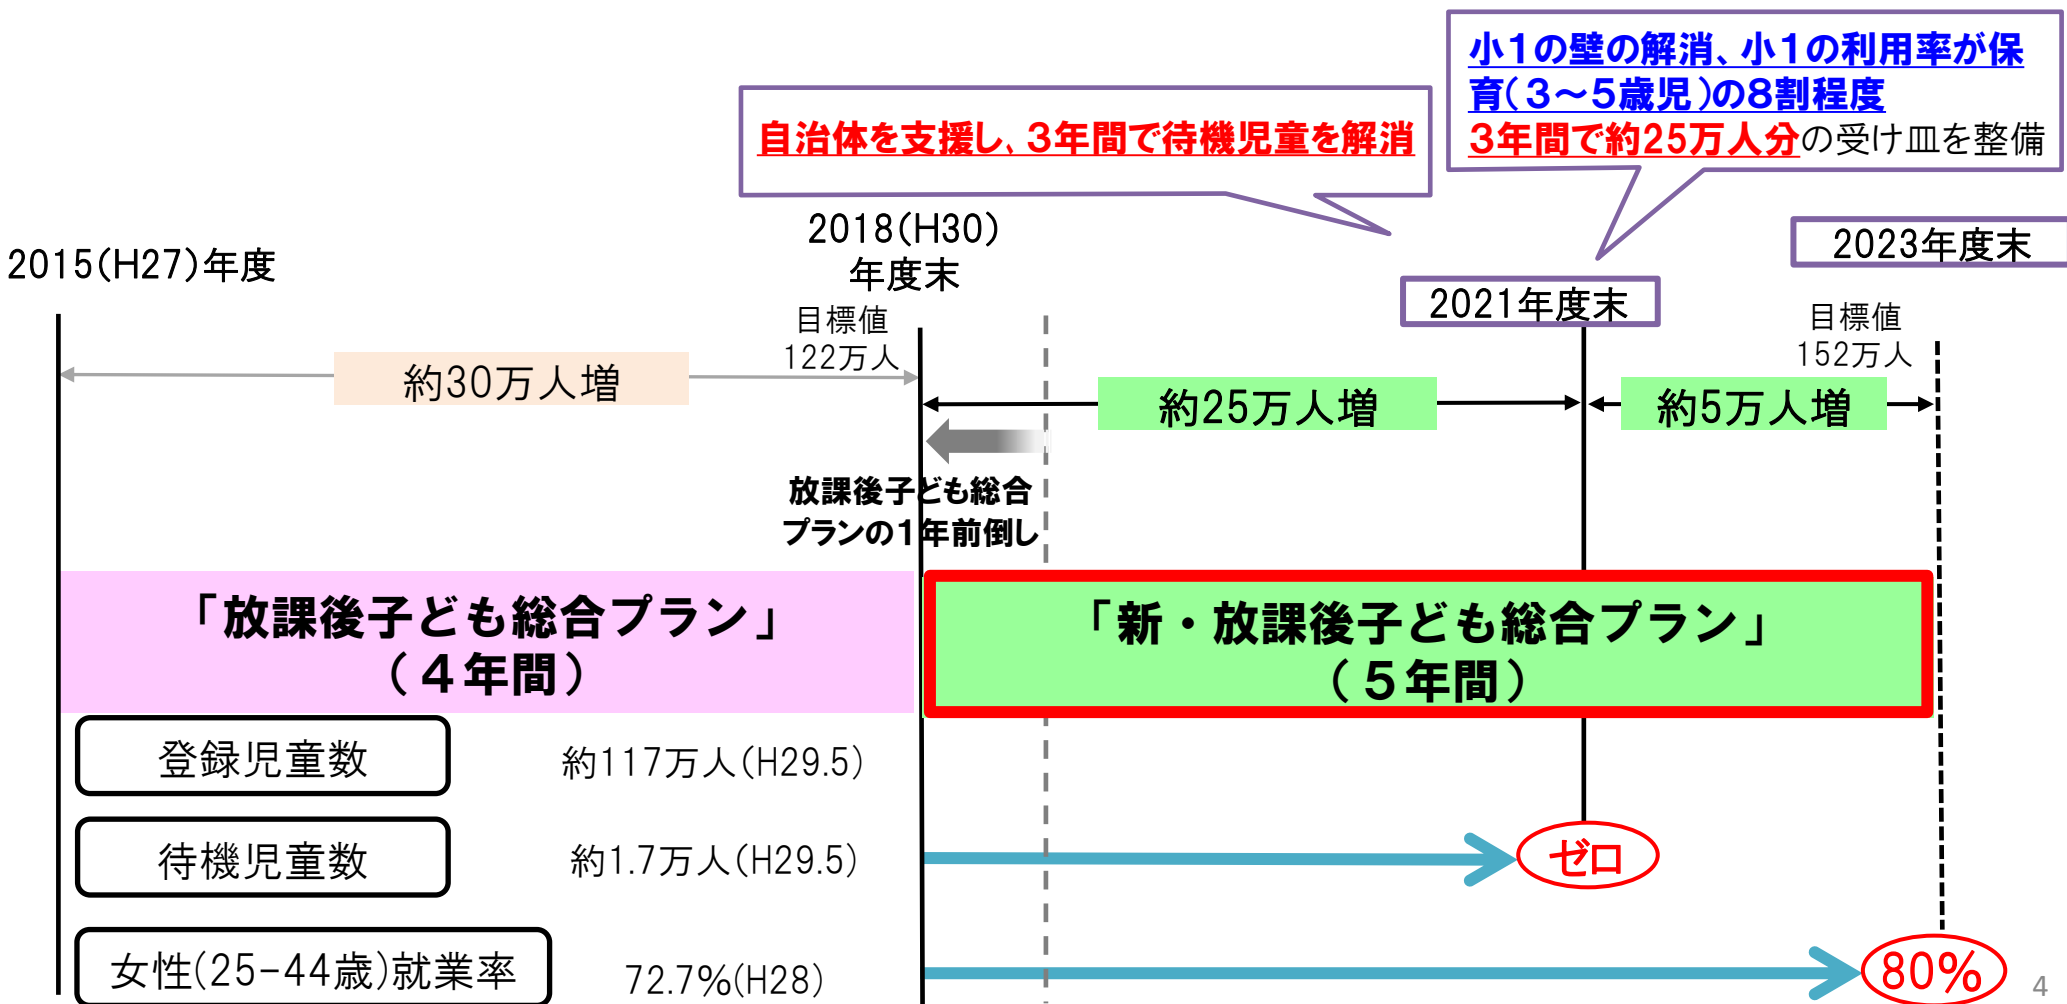 小1の壁の解消、小1の利用率が保
育(3～5歳児)の8割程度
3年間で約25万人分の受け皿を整備
自治体を支援し、3年間で待機児童を解消
2015(H27)年度
2018(H30)
年度末
2021年度末
2023年度末
目標値
122万人
目標値
152万人
約30万人増
約25万人増
約5万人増
放課後子ども総合
プランの1年前倒し
「放課後子ども総合プラン」
(4年間)
「新・放課後子ども総合プラン」
(5年間)
登録児童数
約117万人(H29.5)
待機児童数
約1.7万人(H29.5)
ゼロ
女性(25-44歳)就業率
72.7%(H28)
80%
4